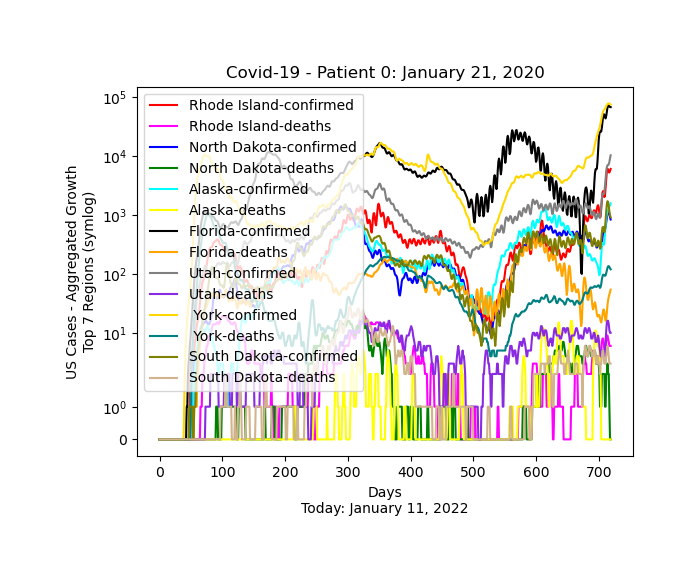 Covid-19 - Patient 0: January 21, 2020
US Cases - Aggregated Growth
Top 7 Regions (symlog)
10^5
10^4
10^3
10^2
10^1
10^0
0
Rhode Island-confirmed
Rhode Island-deaths
North Dakota-confirmed
North Dakota-deaths
Alaska-confirmed
Alaska-deaths
Florida-confirmed
Florida-deaths
Utah-confirmed
Utah-deaths
York-confirmed
York-deaths
South Dakota-confirmed
South Dakota-deaths
0 100 200 300 400 500 600 700
Days
Today: January 11, 2022